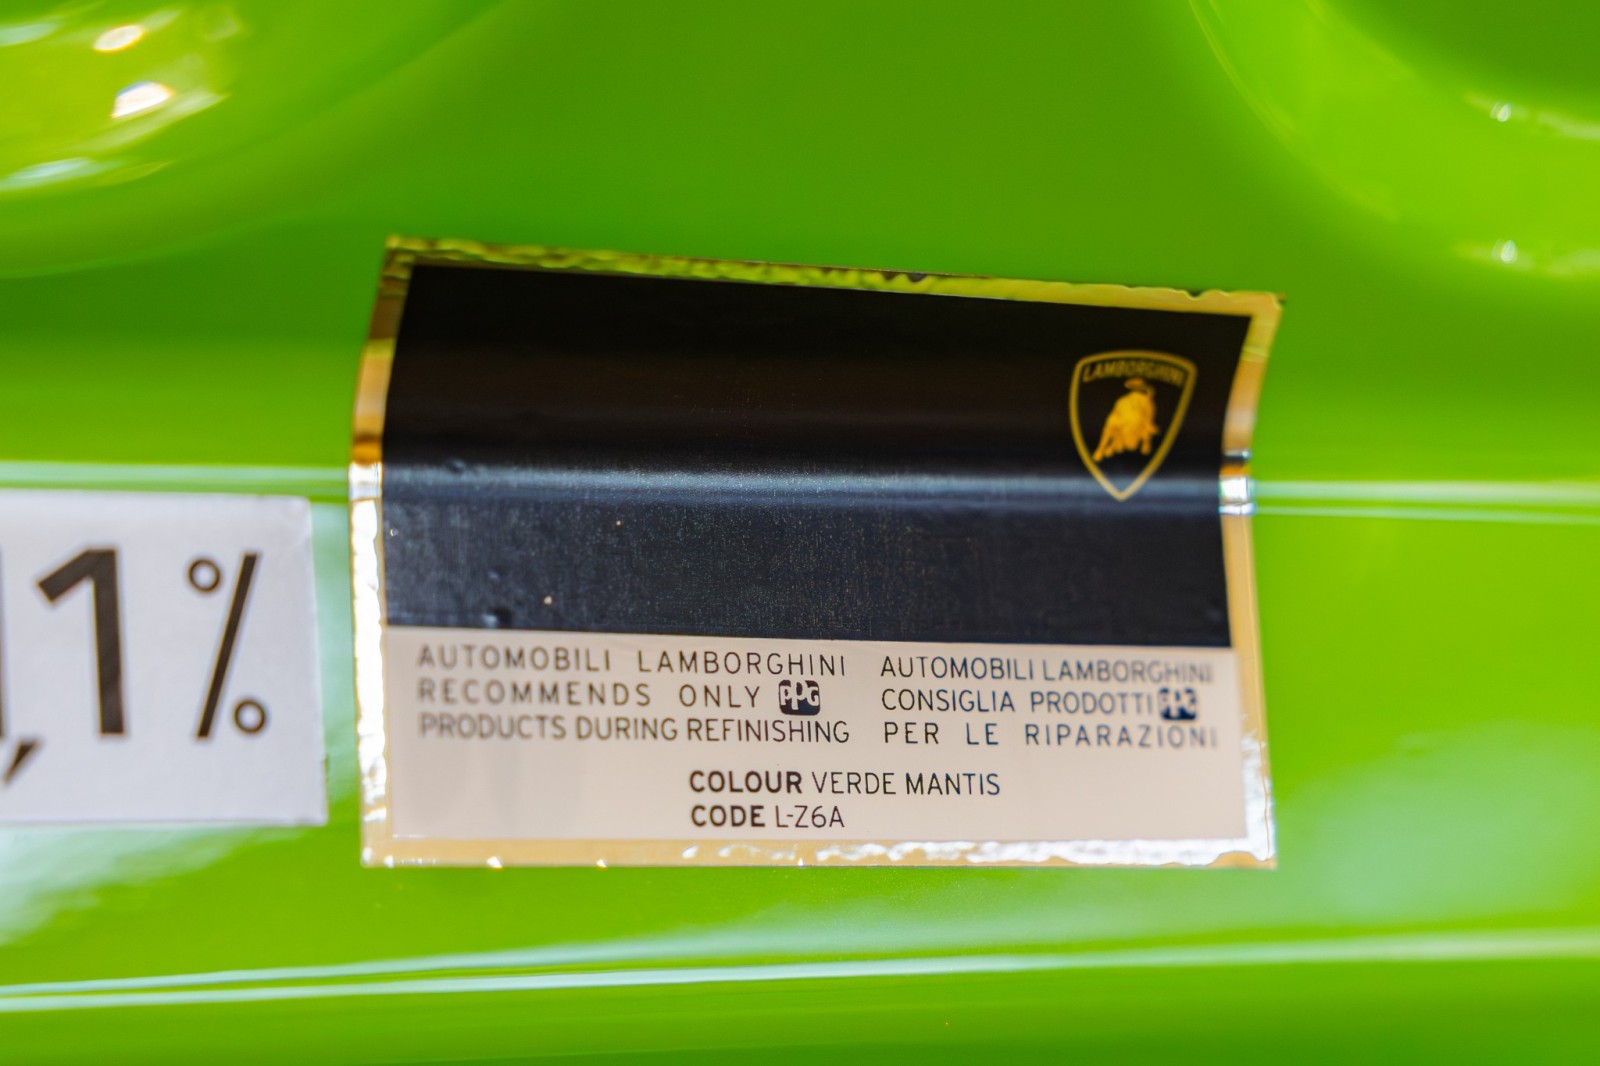 LAMBORGHINI
,1%
AUTOMOBILI LAMBORGHINI
RECOMMENDS ONLY PPG
PRODUCTS DURING REFINISHING
AUTOMOBILI LAMBORGHINI
CONSIGLIA PRODOTTI PPG
PER LE RIPARAZIONI
COLOUR VERDE MANTIS
CODE L-Z6A